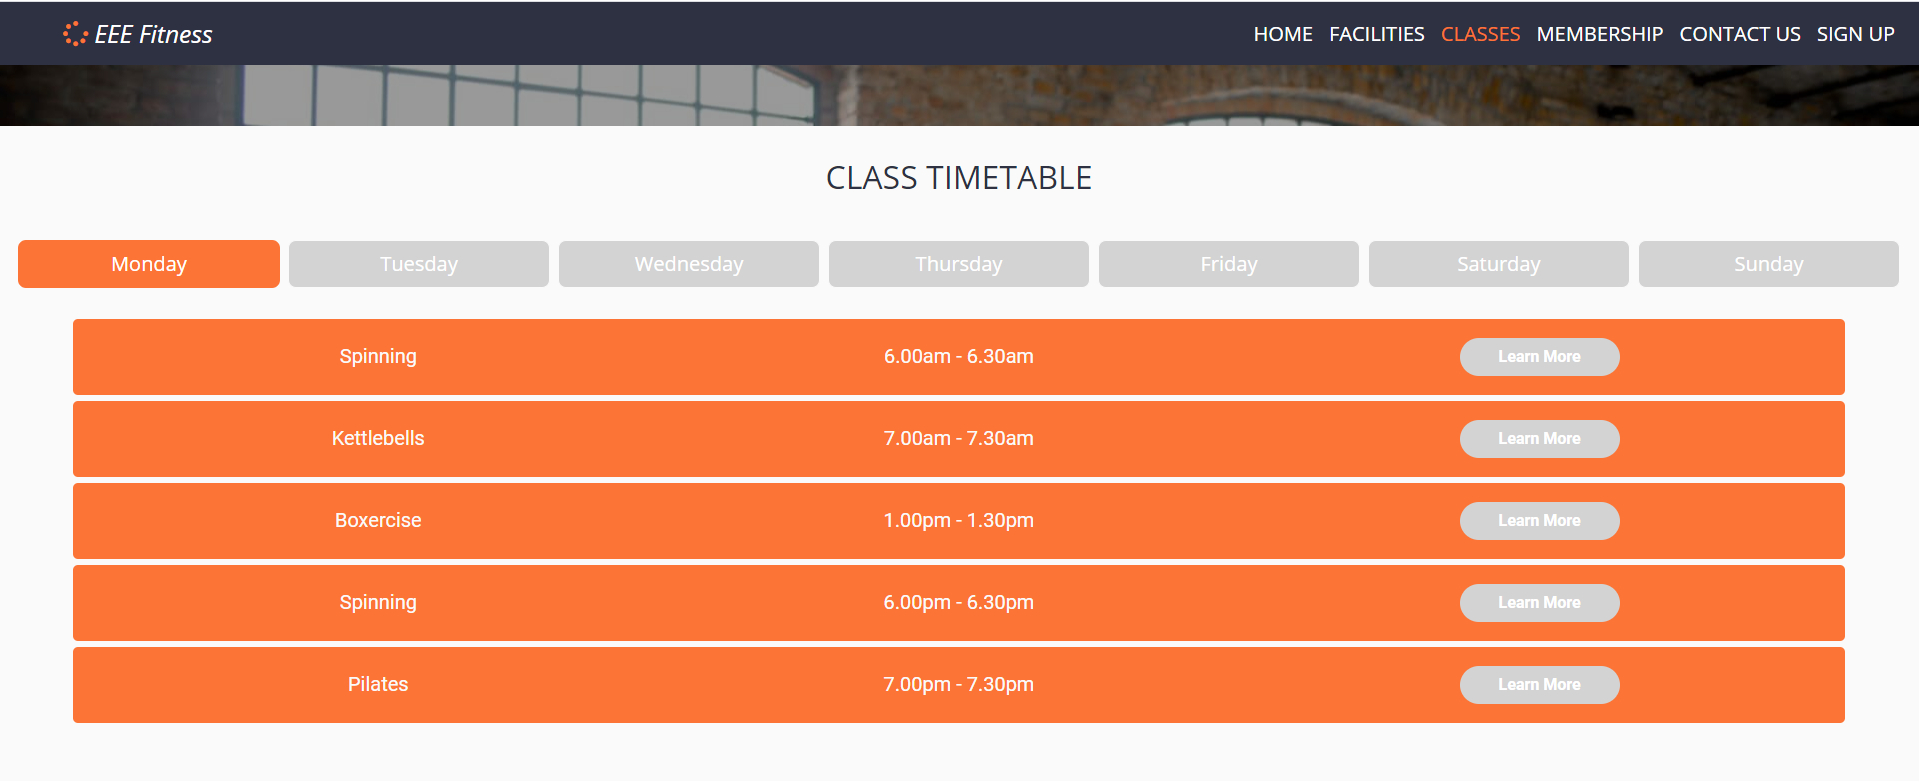 EEE Fitness HOME FACILITIES CLASSES MEMBERSHIP CONTACT US SIGN UP
CLASS TIMETABLE
Monday Tuesday Wednesday Thursday Friday Saturday Sunday
Spinning 6.00am - 6.30am Learn More
Kettlebells 7.00am - 7.30am Learn More
Boxercise 1.00pm - 1.30pm Learn More
Spinning 6.00pm - 6.30pm Learn More
Pilates 7.00pm - 7.30pm Learn More